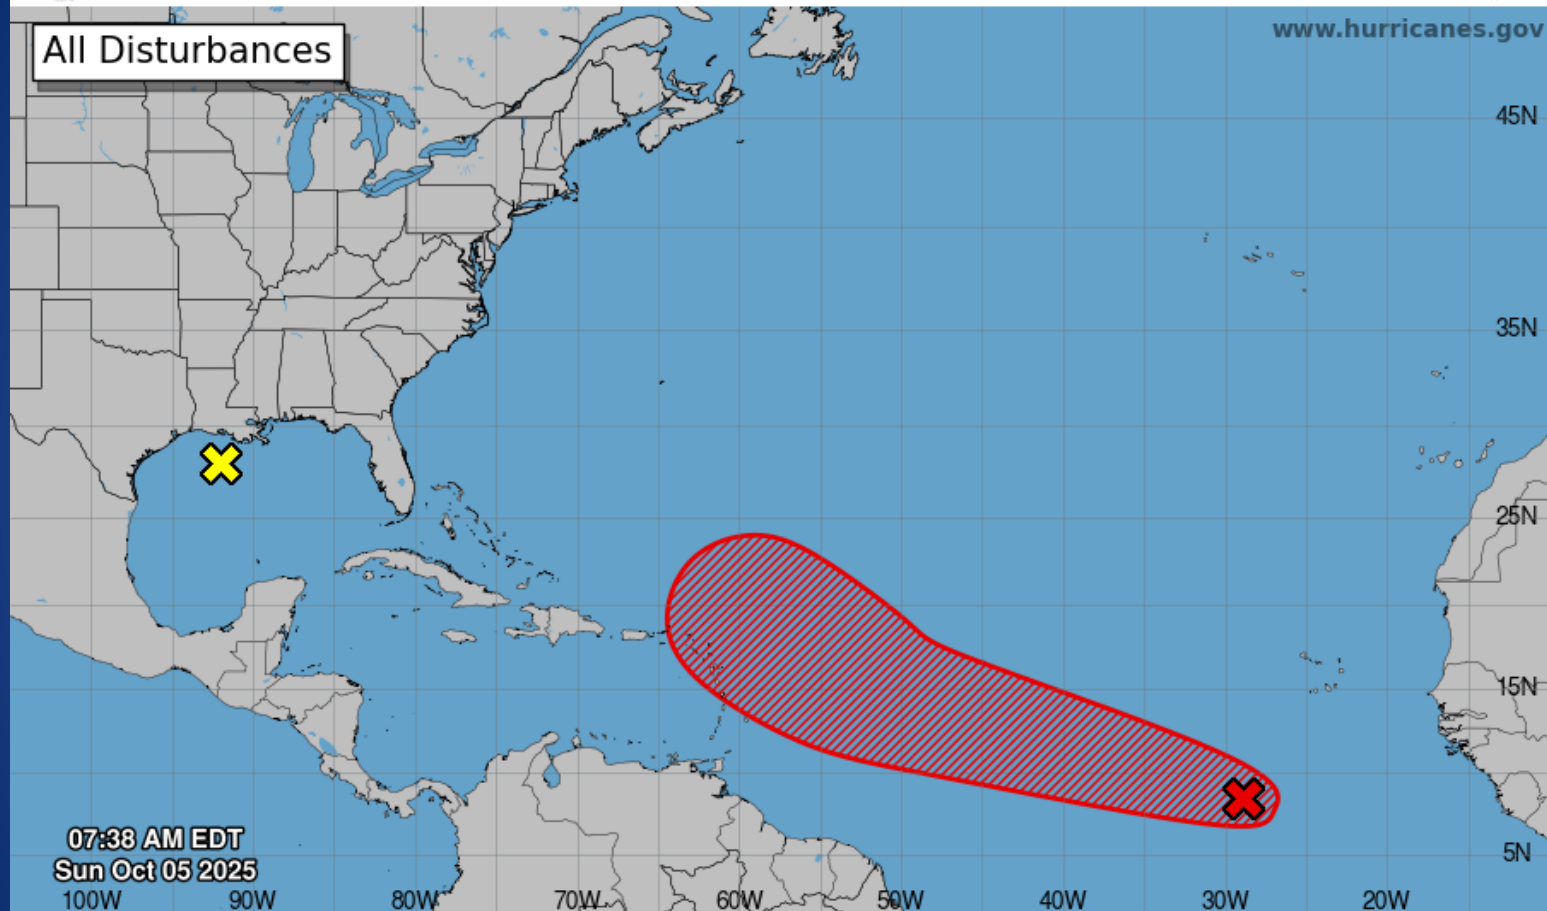 www.hurricanes.gov
All Disturbances
45N
35N
25N
15N
5N
07:38 AM EDT
Sun Oct 05 2025
100W 90W 80W 70W 60W 50W 40W 30W 20W